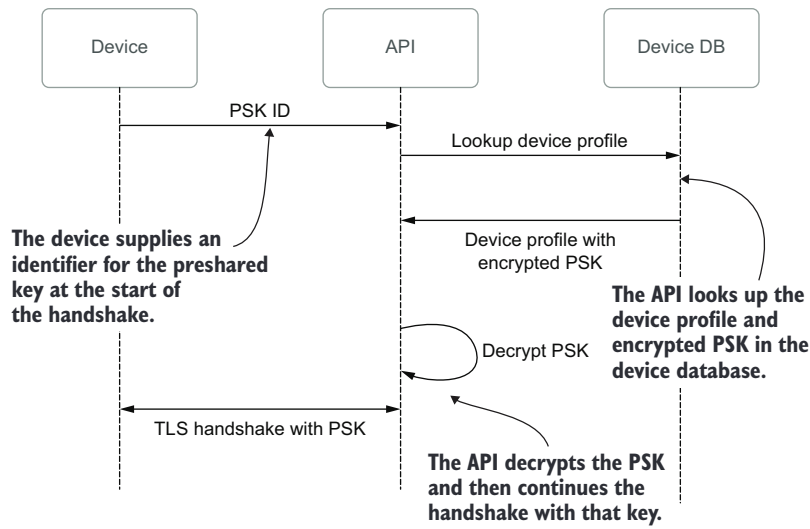 Device
API
Device DB
PSK ID
Lookup device profile
The device supplies an
identifier for the preshared
key at the start of
the handshake.
Device profile with
encrypted PSK
The API looks up the
device profile and
encrypted PSK in the
device database.
Decrypt PSK
TLS handshake with PSK
The API decrypts the PSK
and then continues the
handshake with that key.